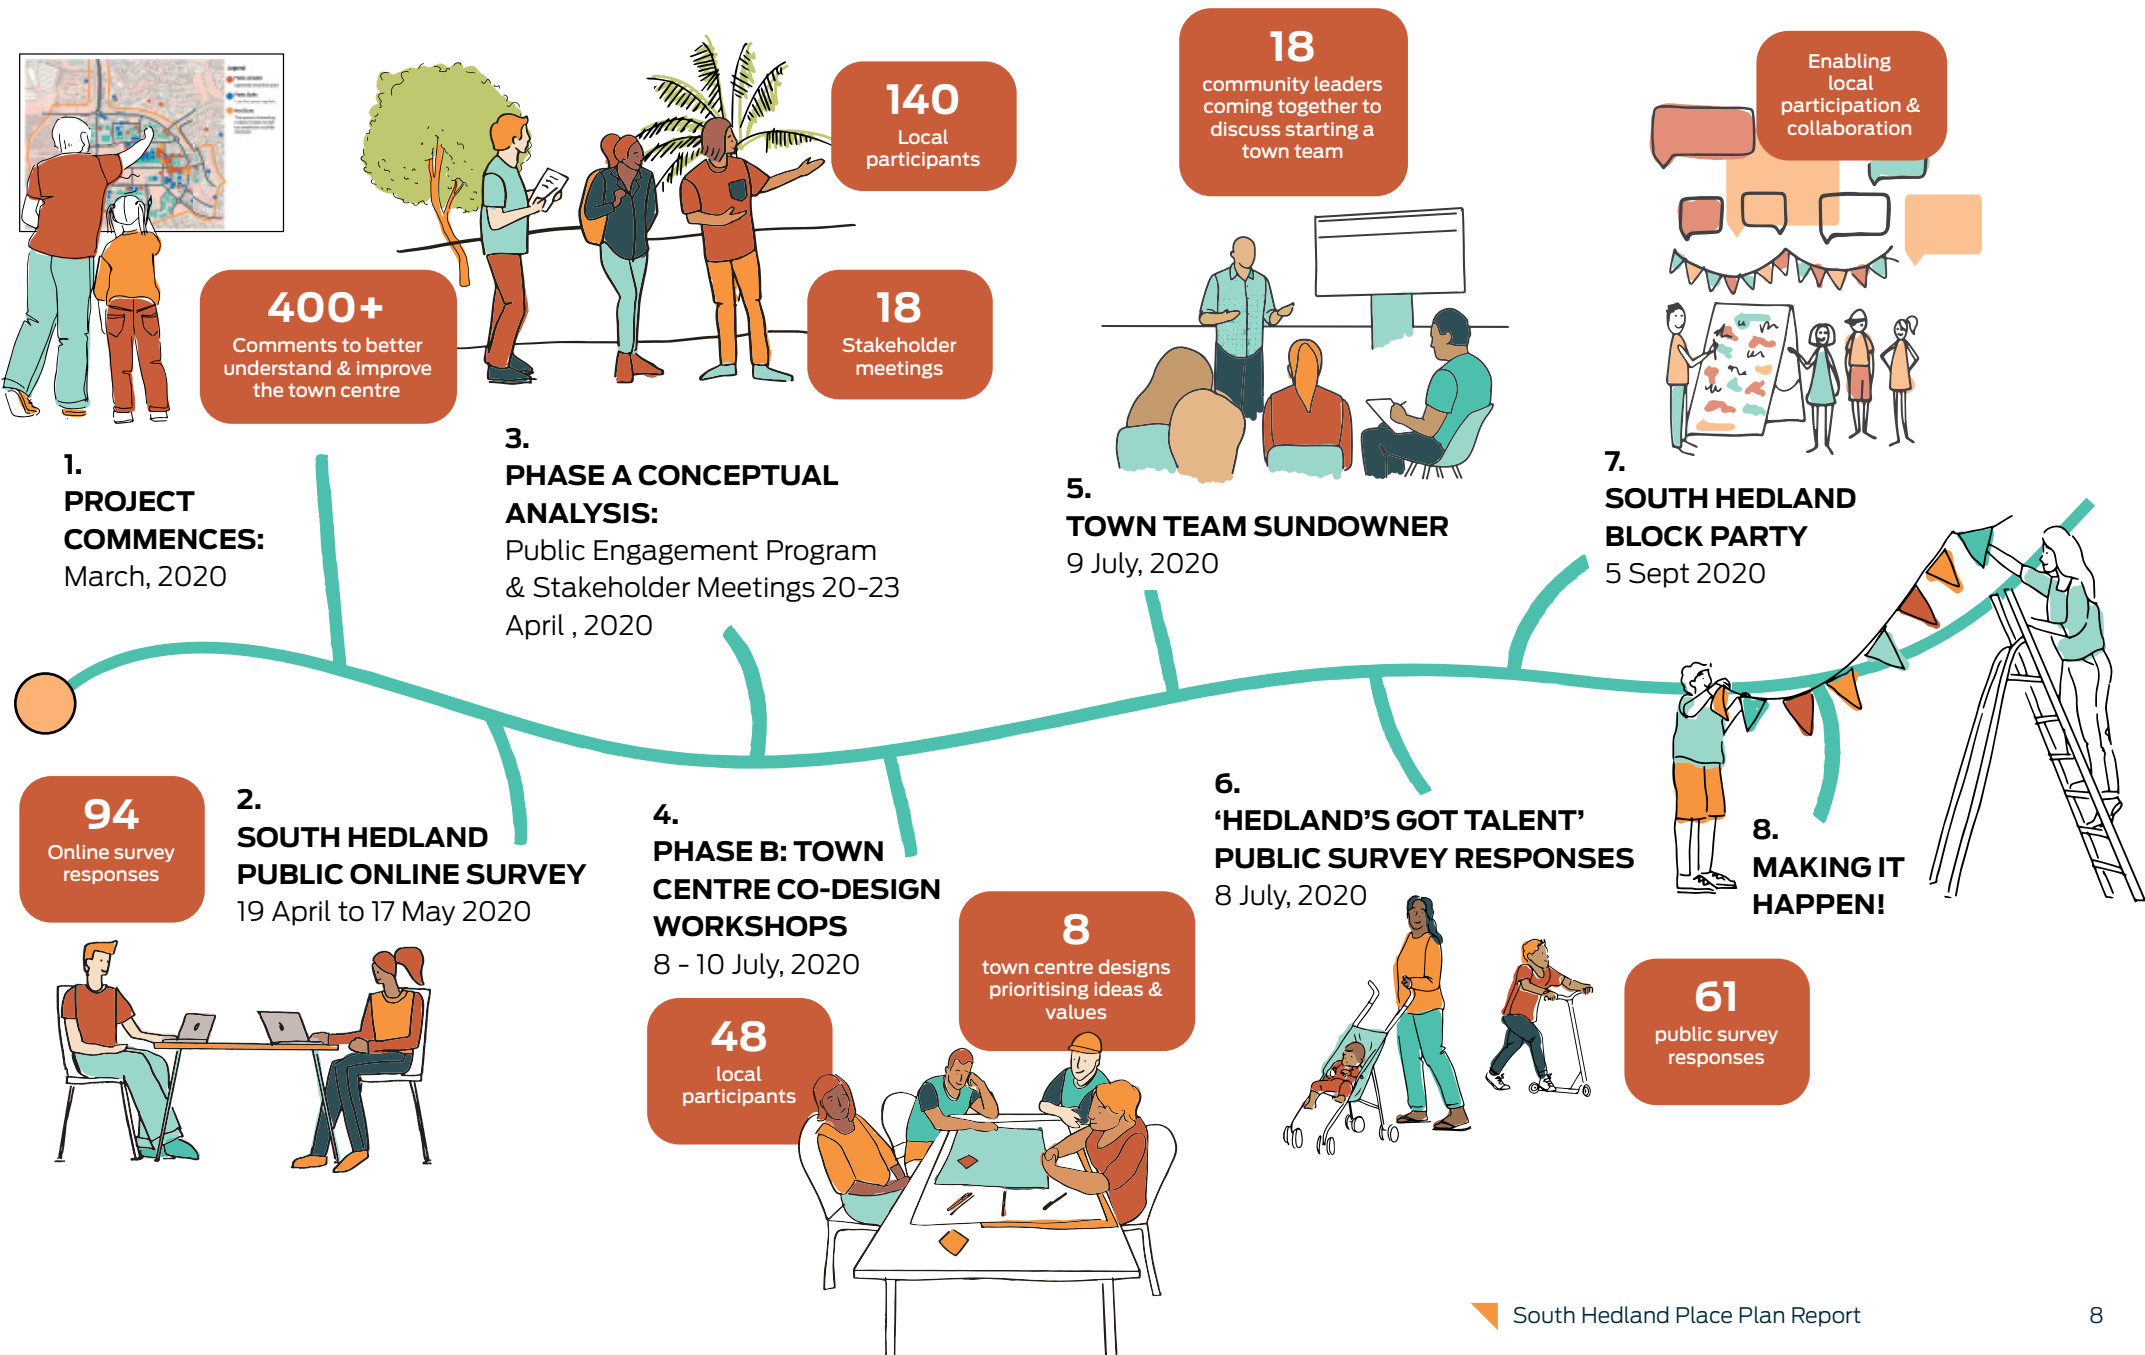 1.
PROJECT
COMMENCES:
March, 2020
400+
Comments to better
understand & improve
the town centre
94
Online survey
responses
2.
SOUTH HEDLAND
PUBLIC ONLINE SURVEY
19 April to 17 May 2020
140
Local
participants
18
Stakeholder
meetings
3.
PHASE A CONCEPTUAL
ANALYSIS:
Public Engagement Program
& Stakeholder Meetings 20-23
April , 2020
4.
PHASE B: TOWN
CENTRE CO-DESIGN
WORKSHOPS
8 - 10 July, 2020
48
local
participants
8
town centre designs
prioritising ideas &
values
18
community leaders
coming together to
discuss starting a
town team
5.
TOWN TEAM SUNDOWNER
9 July, 2020
6.
‘HEDLAND’S GOT TALENT’
PUBLIC SURVEY RESPONSES
8 July, 2020
61
public survey
responses
Enabling
local
participation &
collaboration
7.
SOUTH HEDLAND
BLOCK PARTY
5 Sept 2020
8.
MAKING IT
HAPPEN!
South Hedland Place Plan Report
8